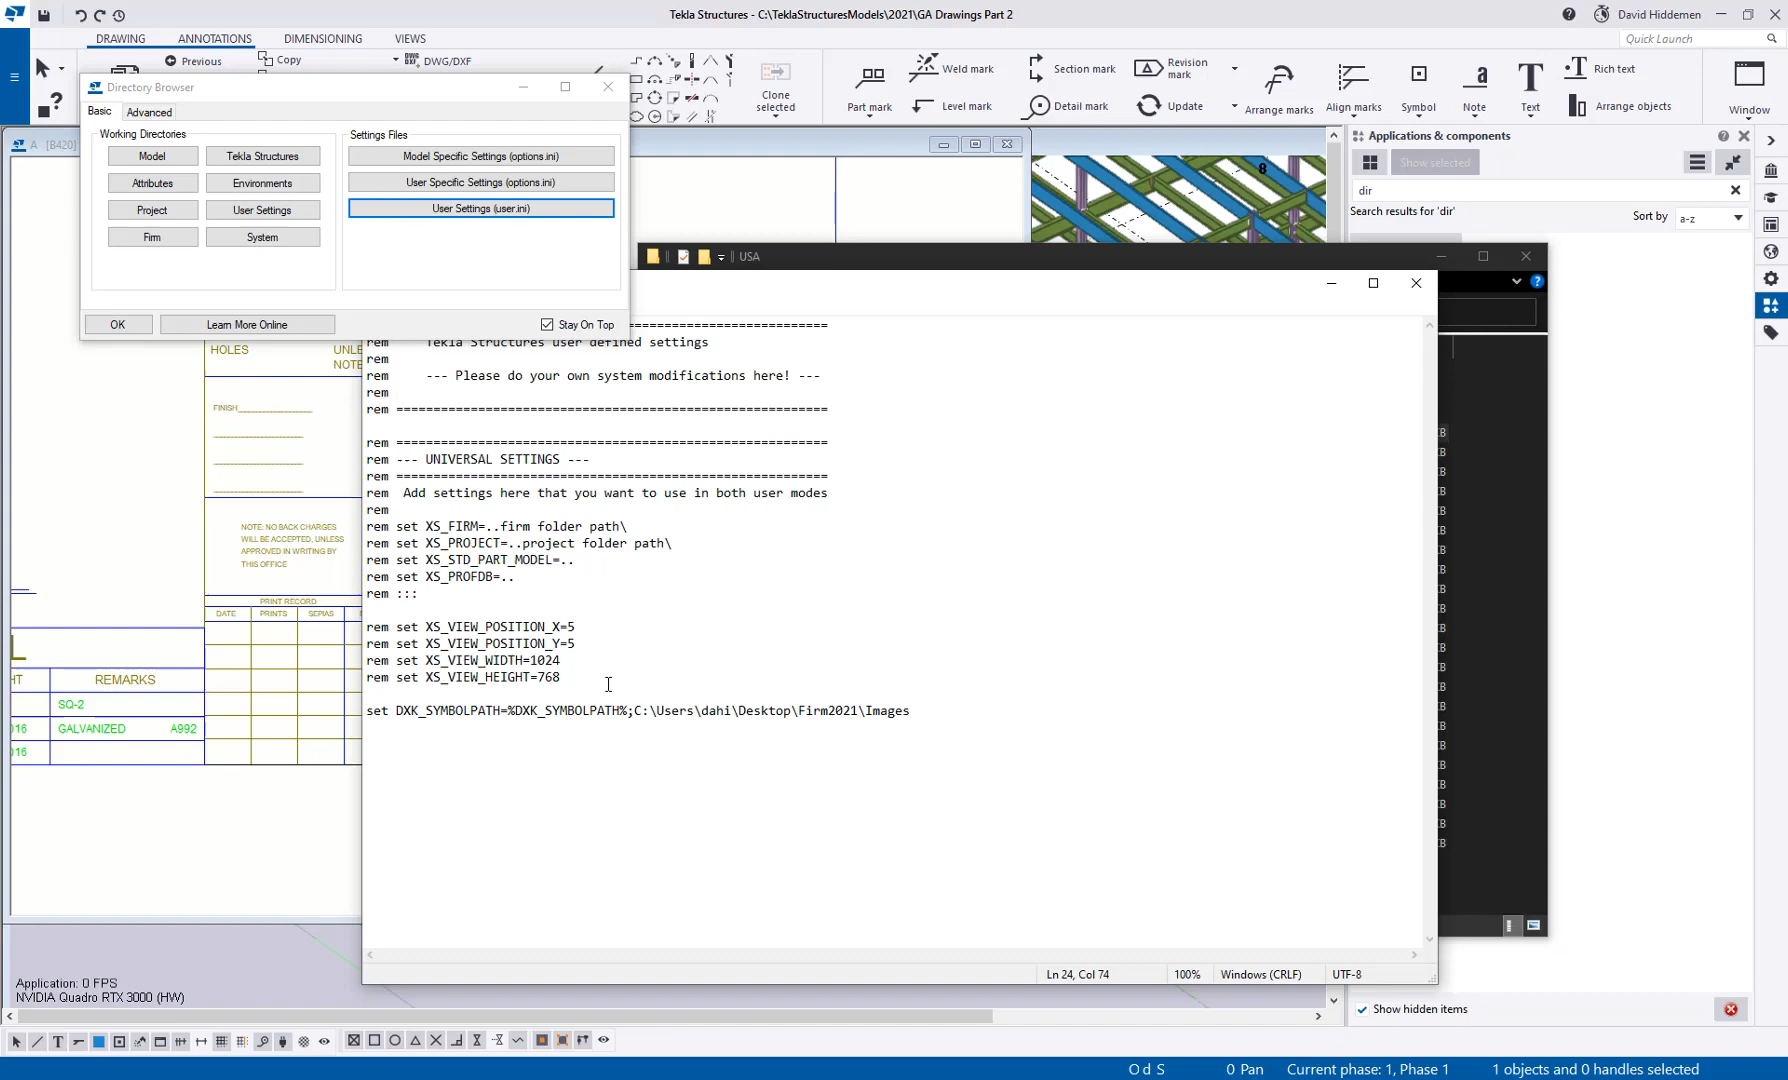 Tekla Structures - C:\TeklaStructuresModels\2021\GA Drawings Part 2
David Hiddemen
DRAWING
ANNOTATIONS
DIMENSIONING
VIEWS
Quick Launch
Previous
Copy
DWG/DXF
Clone
selected
Part mark
Weld mark
Level mark
Section mark
Detail mark
Revision
mark
Update
Arrange marks
Align marks
Symbol
Note
Text
Rich text
Arrange objects
Window
Directory Browser
Basic
Advanced
Working Directories
Model
Tekla Structures
Attributes
Environments
Project
User Settings
Firm
System
Settings Files
Model Specific Settings (options.ini)
User Specific Settings (options.ini)
User Settings (user.ini)
OK
Learn More Online
Stay On Top
A
[B420]
8
Applications & components
Show selected
dir
Search results for 'dir'
Sort by
a-z
USA
rem Tekla Structures user defined settings
rem
rem --- Please do your own system modifications here! ---
rem
rem ==========================================================
rem ==========================================================
rem --- UNIVERSAL SETTINGS ---
rem ==========================================================
rem Add settings here that you want to use in both user modes
rem
rem set XS_FIRM=..firm folder path\
rem set XS_PROJECT=..project folder path\
rem set XS_STD_PART_MODEL=..
rem set XS_PROFDB=..
rem :::
rem set XS_VIEW_POSITION_X=5
rem set XS_VIEW_POSITION_Y=5
rem set XS_VIEW_WIDTH=1024
rem set XS_VIEW_HEIGHT=768
set DXK_SYMBOLPATH=%DXK_SYMBOLPATH%;C:\Users\dahi\Desktop\Firm2021\Images
Ln 24, Col 74
100%
Windows (CRLF)
UTF-8
HOLES
UNLE
NOTE
FINISH
NOTE: NO BACK CHARGES
WILL BE ACCEPTED, UNLESS
APPROVED IN WRITING BY
THIS OFFICE
PRINT RECORD
DATE
PRINTS
SEPIAS
HT
REMARKS
SQ-2
016
GALVANIZED
A992
016
Application: 0 FPS
NVIDIA Quadro RTX 3000 (HW)
Show hidden items
O d S
0 Pan
Current phase: 1, Phase 1
1 objects and 0 handles selected